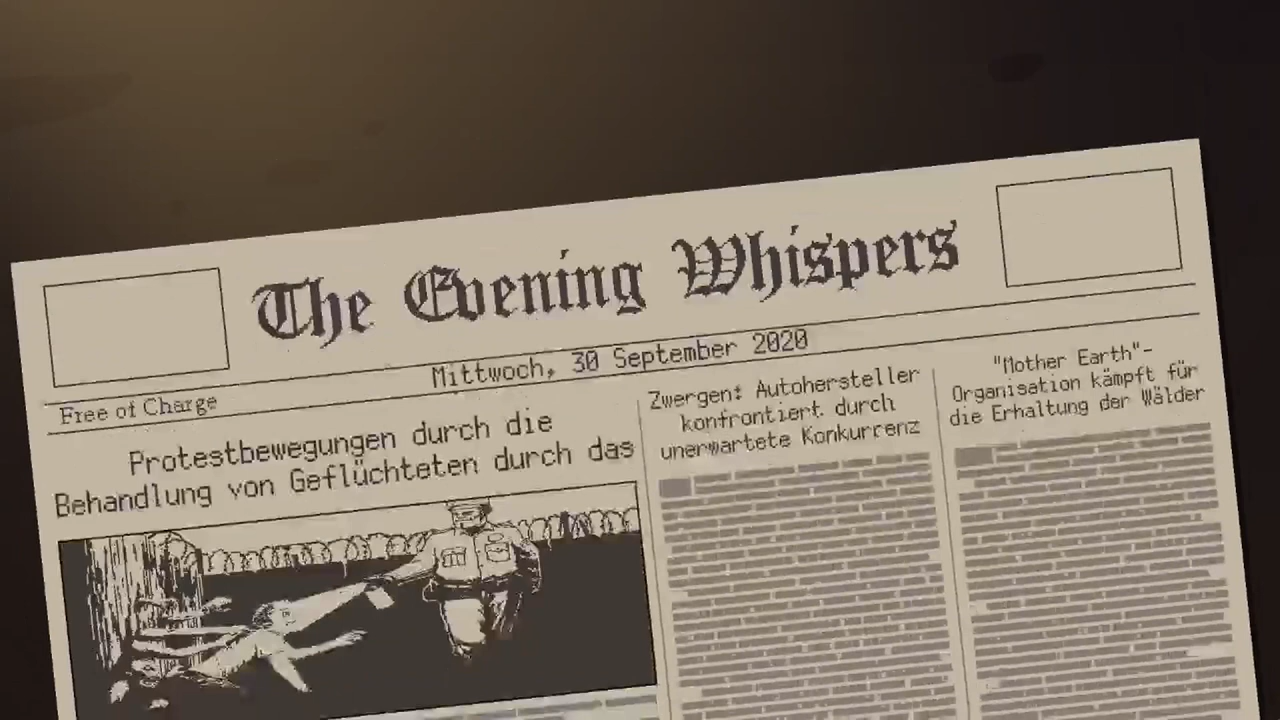 The Evening Whispers
Mittwoch, 30 September 2020
Free of Charge
Protestbewegungen durch die
Behandlung von Geflüchteten durch das
Zwergen: Autohersteller
konfrontiert durch
unerwartete Konkurrenz
"Mother Earth"-
Organisation kämpft für
die Erhaltung der Wälder